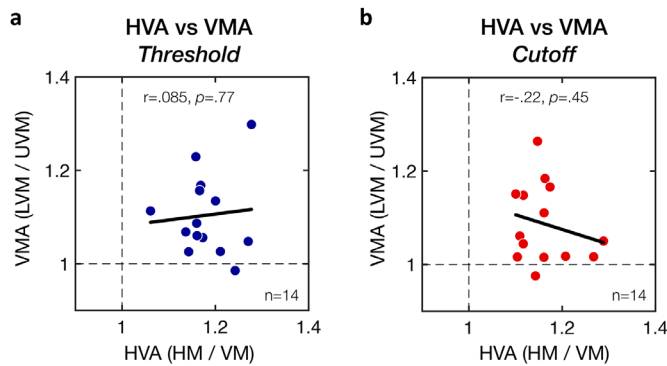 a
HVA vs VMA
Threshold
r=.085, p=.77
1.4
1.2
1
VMA (LVM / UVM)
n=14
1
1.2
1.4
HVA (HM / VM)
b
HVA vs VMA
Cutoff
r=-.22, p=.45
1.4
1.2
1
VMA (LVM / UVM)
n=14
1
1.2
1.4
HVA (HM / VM)